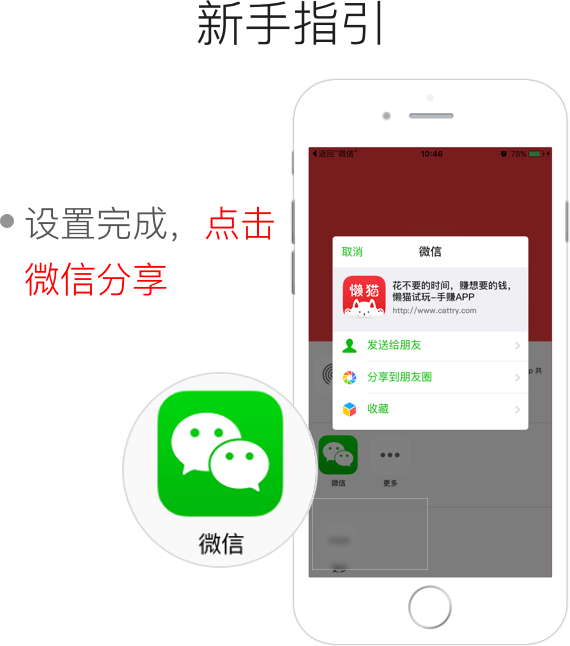 新手指引
返回“微信”
10:46
78%
设置完成，点击
微信分享
取消
微信
懒猫
花不要的时间，赚想要的钱，
懒猫试玩-手赚APP
http://www.cattry.com
发送给朋友
分享到朋友圈
p 共
收藏
微信
更多
微信